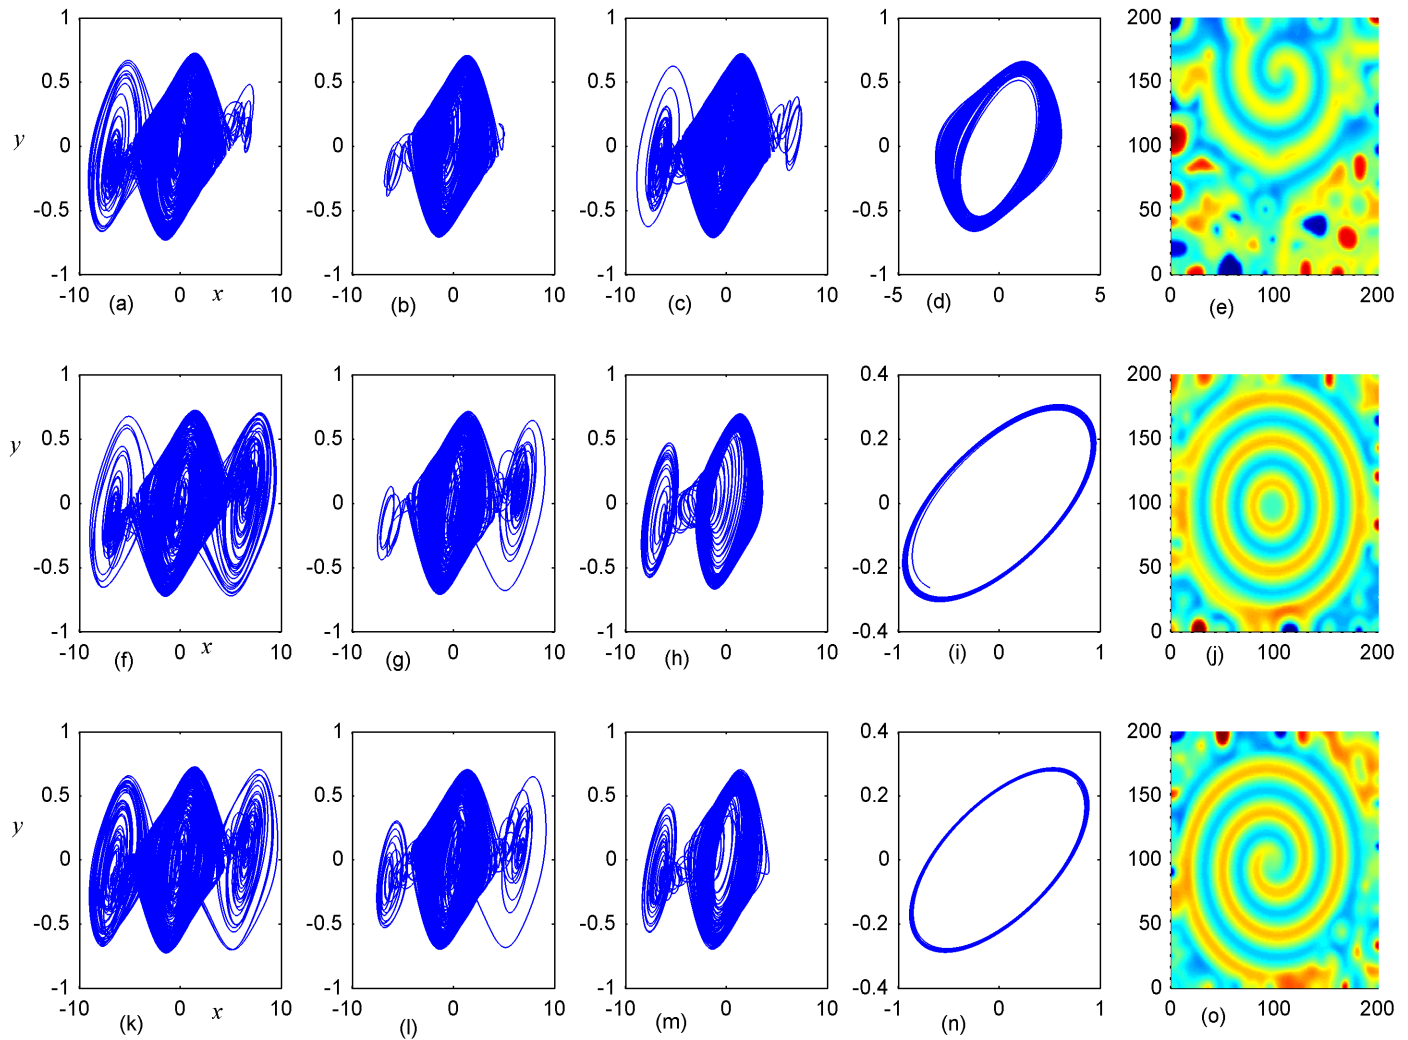 1 1 1 1 200
0.5 0.5 0.5 0.5 150
y 0 0 0 0 100
-0.5 -0.5 -0.5 -0.5 50
-1 -1 -1 -1 0
-10 0 x 10 -10 0 10 -10 0 10 -5 0 5 0 100 200
(a) (b) (c) (d) (e)
1 1 1 0.4 200
0.5 0.5 0.5 0.2 150
y 0 0 0 0 100
-0.5 -0.5 -0.5 -0.2 50
-1 -1 -1 -0.4 0
-10 0 x 10 -10 0 10 -10 0 10 -1 0 1 0 100 200
(f) (g) (h) (i) (j)
1 1 1 0.4 200
0.5 0.5 0.5 0.2 150
y 0 0 0 0 100
-0.5 -0.5 -0.5 -0.2 50
-1 -1 -1 -0.4 0
-10 0 x 10 -10 0 10 -10 0 10 -1 0 1 0 100 200
(k) (l) (m) (n) (o)